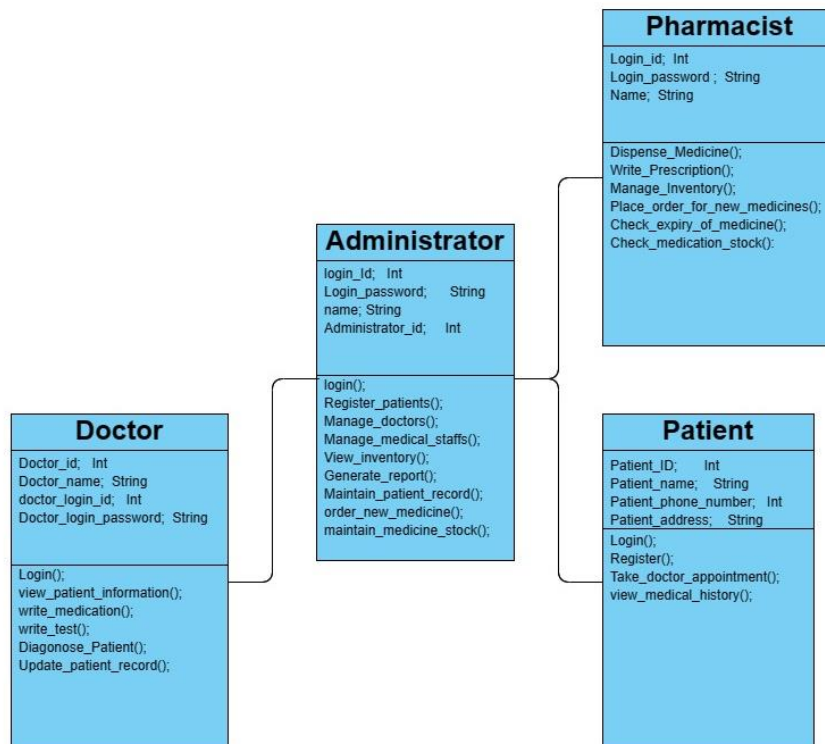 Pharmacist
Login_id; Int
Login_password ; String
Name; String
Dispense_Medicine();
Write_Prescription();
Manage_Inventory();
Place_order_for_new_medicines();
Check_expiry_of_medicine();
Check_medication_stock():
Administrator
login_Id; Int
Login_password; String
name; String
Administrator_id; Int
login();
Register_patients();
Manage_doctors();
Manage_medical_staffs();
View_inventory();
Generate_report();
Maintain_patient_record();
order_new_medicine();
maintain_medicine_stock();
Doctor
Doctor_id; Int
Doctor_name; String
doctor_login_id; Int
Doctor_login_password; String
Login();
view_patient_information();
write_medication();
write_test();
Diagonose_Patient();
Update_patient_record();
Patient
Patient_ID; Int
Patient_name; String
Patient_phone_number; Int
Patient_address; String
Login();
Register();
Take_doctor_appointment();
view_medical_history();